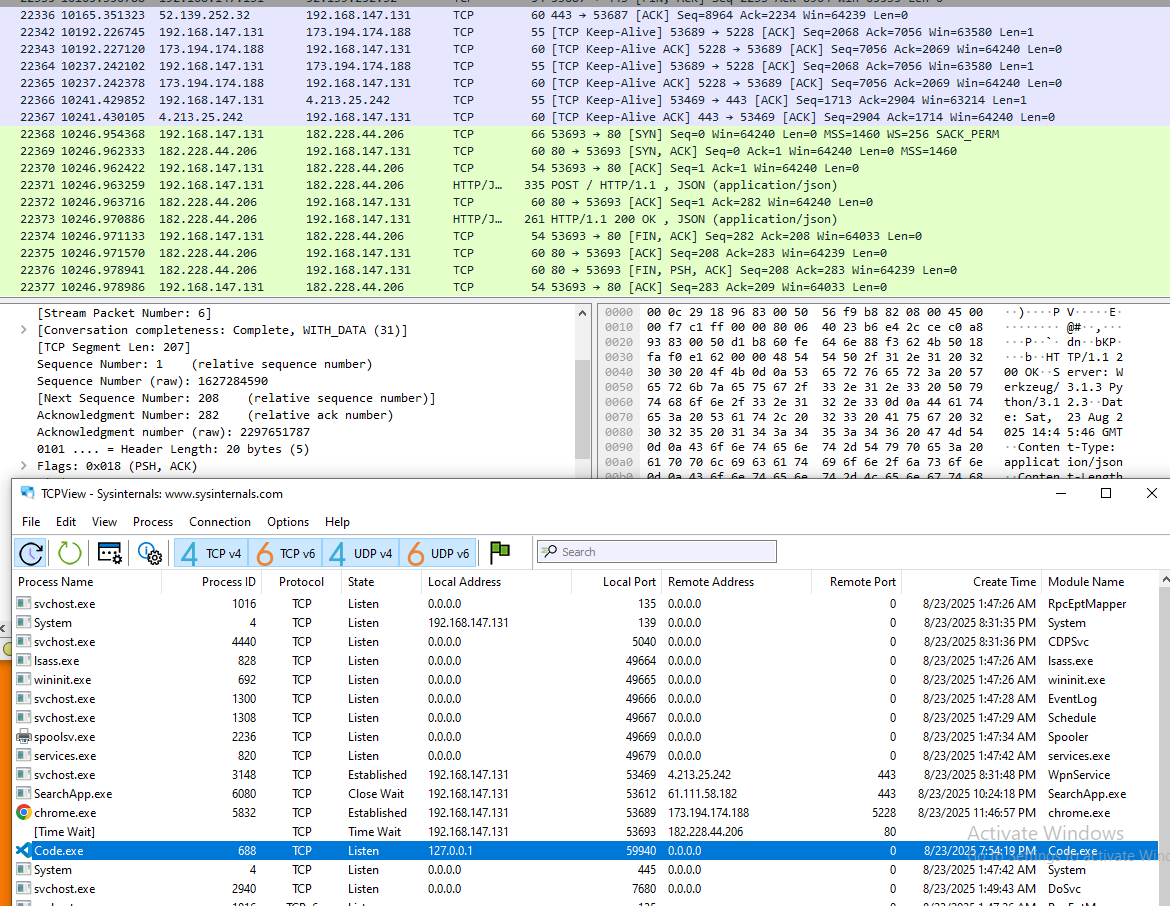 22336 10165.351323 52.139.252.32 192.168.147.131 TCP 60 443 → 53687 [ACK] Seq=8964 Ack=2234 Win=64239 Len=0
22342 10192.226745 192.168.147.131 173.194.174.188 TCP 55 [TCP Keep-Alive] 53689 → 5228 [ACK] Seq=2068 Ack=7056 Win=63580 Len=1
22343 10192.227120 173.194.174.188 192.168.147.131 TCP 60 [TCP Keep-Alive ACK] 5228 → 53689 [ACK] Seq=7056 Ack=2069 Win=64240 Len=0
22364 10237.242102 192.168.147.131 173.194.174.188 TCP 55 [TCP Keep-Alive] 53689 → 5228 [ACK] Seq=2068 Ack=7056 Win=63580 Len=1
22365 10237.242378 173.194.174.188 192.168.147.131 TCP 60 [TCP Keep-Alive ACK] 5228 → 53689 [ACK] Seq=7056 Ack=2069 Win=64240 Len=0
22366 10241.429852 192.168.147.131 4.213.25.242 TCP 55 [TCP Keep-Alive] 53469 → 443 [ACK] Seq=1713 Ack=2904 Win=63214 Len=1
22367 10241.430105 4.213.25.242 192.168.147.131 TCP 60 [TCP Keep-Alive ACK] 443 → 53469 [ACK] Seq=2904 Ack=1714 Win=64240 Len=0
22368 10246.954368 192.168.147.131 182.228.44.206 TCP 66 53693 → 80 [SYN] Seq=0 Win=64240 Len=0 MSS=1460 WS=256 SACK_PERM
22369 10246.962333 182.228.44.206 192.168.147.131 TCP 60 80 → 53693 [SYN, ACK] Seq=0 Ack=1 Win=64240 Len=0 MSS=1460
22370 10246.962422 192.168.147.131 182.228.44.206 TCP 54 53693 → 80 [ACK] Seq=1 Ack=1 Win=64240 Len=0
22371 10246.963259 192.168.147.131 182.228.44.206 HTTP/J… 335 POST / HTTP/1.1 , JSON (application/json)
22372 10246.963716 182.228.44.206 192.168.147.131 TCP 60 80 → 53693 [ACK] Seq=1 Ack=282 Win=64240 Len=0
22373 10246.970886 182.228.44.206 192.168.147.131 HTTP/J… 261 HTTP/1.1 200 OK , JSON (application/json)
22374 10246.971133 192.168.147.131 182.228.44.206 TCP 54 53693 → 80 [FIN, ACK] Seq=282 Ack=208 Win=64033 Len=0
22375 10246.971570 182.228.44.206 192.168.147.131 TCP 60 80 → 53693 [ACK] Seq=208 Ack=283 Win=64239 Len=0
22376 10246.978941 182.228.44.206 192.168.147.131 TCP 60 80 → 53693 [FIN, PSH, ACK] Seq=208 Ack=283 Win=64239 Len=0
22377 10246.978986 192.168.147.131 182.228.44.206 TCP 54 53693 → 80 [ACK] Seq=283 Ack=209 Win=64033 Len=0
[Stream Packet Number: 6]
[Conversation completeness: Complete, WITH_DATA (31)]
[TCP Segment Len: 207]
Sequence Number: 1 (relative sequence number)
Sequence Number (raw): 1627284590
[Next Sequence Number: 208 (relative sequence number)]
Acknowledgment Number: 282 (relative ack number)
Acknowledgment number (raw): 2297651787
0101 .... = Header Length: 20 bytes (5)
Flags: 0x018 (PSH, ACK)
0000 00 0c 29 18 96 83 00 50 56 f9 b8 82 08 00 45 00 ··)····P V·····E·
0010 00 f7 c1 ff 00 00 80 06 40 23 b6 e4 2c ce c0 a8 ········ @#··,···
0020 93 83 00 50 d1 b8 60 fe 64 6e 88 f3 62 4b 50 18 ···P··`· dn··bKP·
0030 fa f0 e1 62 00 00 48 54 54 50 2f 31 2e 31 20 32 ···b··HT TP/1.1 2
0040 30 30 20 4f 4b 0d 0a 53 65 72 76 65 72 3a 20 57 00 OK··S erver: W
0050 65 72 6b 7a 65 75 67 2f 33 2e 31 2e 33 20 50 79 erkzeug/ 3.1.3 Py
0060 74 68 6f 6e 2f 33 2e 31 32 2e 33 0d 0a 44 61 74 thon/3.1 2.3··Dat
0070 65 3a 20 53 61 74 2c 20 32 33 20 41 75 67 20 32 e: Sat, 23 Aug 2
0080 30 32 35 20 31 34 3a 34 35 3a 34 36 20 47 4d 54 025 14:4 5:46 GMT
0090 0d 0a 43 6f 6e 74 65 6e 74 2d 54 79 70 65 3a 20 ··Conten t-Type:
00a0 61 70 70 6c 69 63 61 74 69 6f 6e 2f 6a 73 6f 6e applicat ion/json
00b0 0d 0a 43 6f 6e 74 65 6e 74 2d 4c 65 6e 67 74 68 ··Conten t-Length
TCPView - Sysinternals: www.sysinternals.com
File Edit View Process Connection Options Help
4 TCP v4 6 TCP v6 4 UDP v4 6 UDP v6 Search
Process Name Process ID Protocol State Local Address Local Port Remote Address Remote Port Create Time Module Name
svchost.exe 1016 TCP Listen 0.0.0.0 135 0.0.0.0 0 8/23/2025 1:47:26 AM RpcEptMapper
System 4 TCP Listen 192.168.147.131 139 0.0.0.0 0 8/23/2025 8:31:35 PM System
svchost.exe 4440 TCP Listen 0.0.0.0 5040 0.0.0.0 0 8/23/2025 8:31:36 PM CDPSvc
lsass.exe 828 TCP Listen 0.0.0.0 49664 0.0.0.0 0 8/23/2025 1:47:26 AM lsass.exe
wininit.exe 692 TCP Listen 0.0.0.0 49665 0.0.0.0 0 8/23/2025 1:47:26 AM wininit.exe
svchost.exe 1300 TCP Listen 0.0.0.0 49666 0.0.0.0 0 8/23/2025 1:47:28 AM EventLog
svchost.exe 1308 TCP Listen 0.0.0.0 49667 0.0.0.0 0 8/23/2025 1:47:29 AM Schedule
spoolsv.exe 2236 TCP Listen 0.0.0.0 49669 0.0.0.0 0 8/23/2025 1:47:34 AM Spooler
services.exe 820 TCP Listen 0.0.0.0 49679 0.0.0.0 0 8/23/2025 1:47:42 AM services.exe
svchost.exe 3148 TCP Established 192.168.147.131 53469 4.213.25.242 443 8/23/2025 8:31:48 PM WpnService
SearchApp.exe 6080 TCP Close Wait 192.168.147.131 53612 61.111.58.182 443 8/23/2025 10:24:18 PM SearchApp.exe
chrome.exe 5832 TCP Established 192.168.147.131 53689 173.194.174.188 5228 8/23/2025 11:46:57 PM chrome.exe
[Time Wait] TCP Time Wait 192.168.147.131 53693 182.228.44.206 80
Activate Windows
Code.exe 688 TCP Listen 127.0.0.1 59940 0.0.0.0 0 8/23/2025 7:54:19 PM Code.exe
Go to Settings to activate Win
System 4 TCP Listen 0.0.0.0 445 0.0.0.0 0 8/23/2025 1:47:42 AM System
svchost.exe 2940 TCP Listen 0.0.0.0 7680 0.0.0.0 0 8/23/2025 1:49:43 AM DoSvc